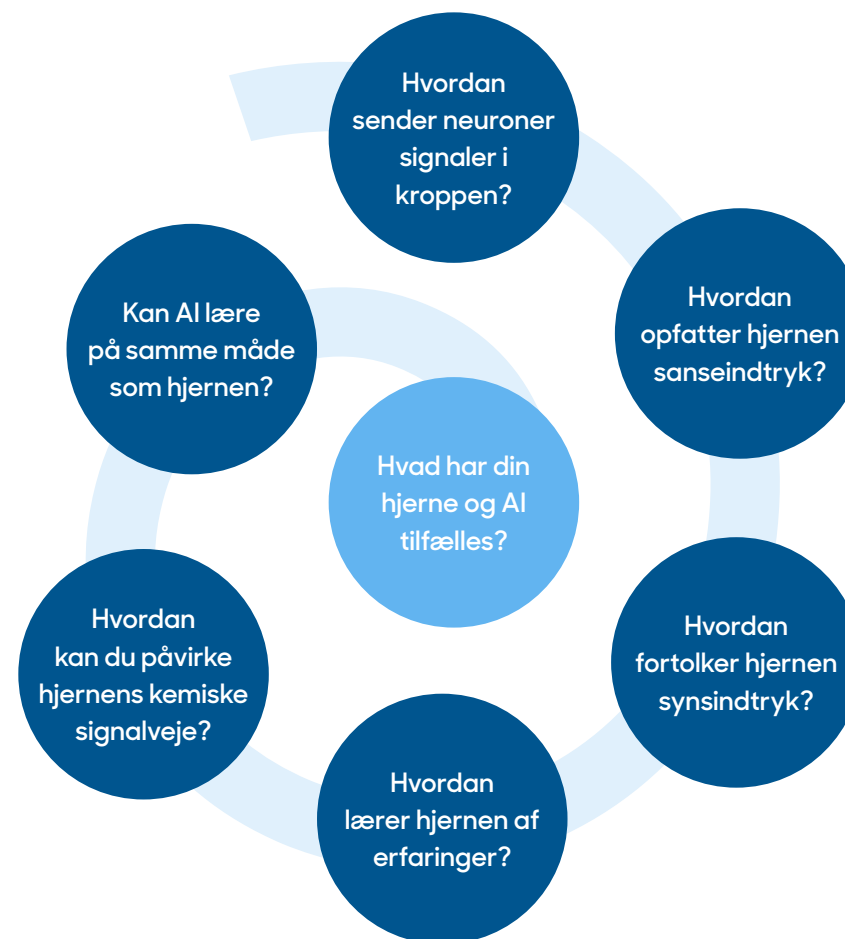 Hvordan
sender neuroner
signaler i
kroppen?
Hvordan
opfatter hjernen
sanseindtryk?
Hvordan
fortolker hjernen
synsindtryk?
Hvordan
lærer hjernen af
erfaringer?
Hvordan
kan du påvirke
hjernens kemiske
signalveje?
Kan AI lære
på samme måde
som hjernen?
Hvad har din
hjerne og AI
tilfælles?